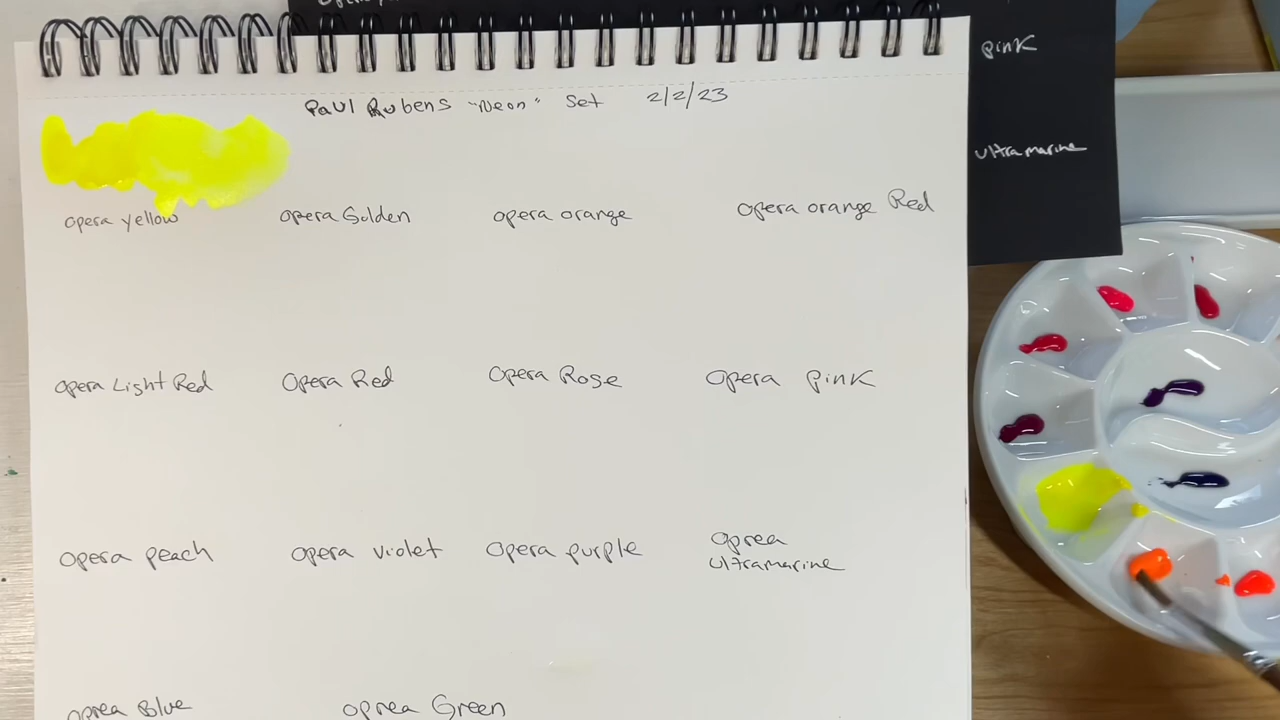 pink
Paul Rubens "Neon" Set 2/2/23
ultramarine
opera yellow opera Golden opera orange opera orange Red
opera Light Red Opera Red Opera Rose Opera pink
Opera peach Opera violet Opera purple Oprea ultramarine
oprea Blue oprea Green